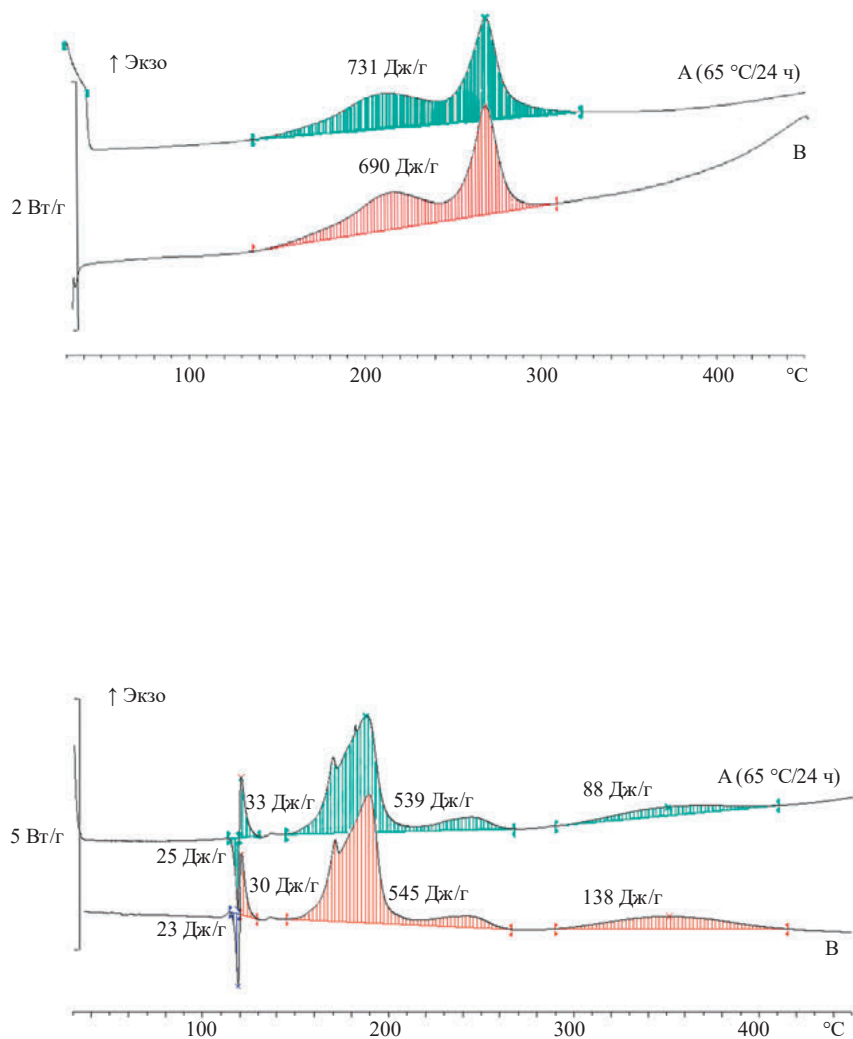 ↑ Экзо
731 Дж/г
A (65 °C/24 ч)
B
690 Дж/г
2 Вт/г
100 200 300 400 °C
↑ Экзо
A (65 °C/24 ч)
33 Дж/г
539 Дж/г
88 Дж/г
5 Вт/г
25 Дж/г
30 Дж/г
545 Дж/г
138 Дж/г
23 Дж/г
B
100 200 300 400 °C